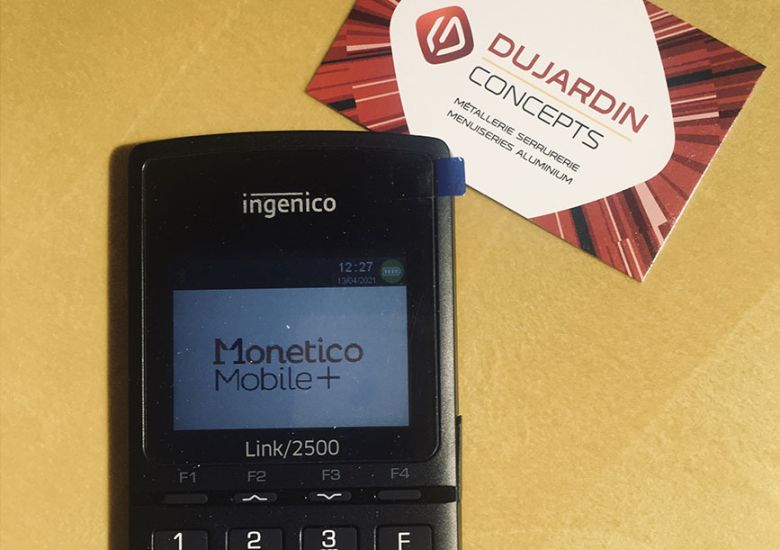 DUJARDIN
CONCEPTS
MÉTALLERIE SERRURERIE
MENUISERIES ALUMINIUM
ingenico
12:27
13/04/2021
Monetico
Mobile+
Link/2500
F1 F2 F3 F4
1 2 3 F